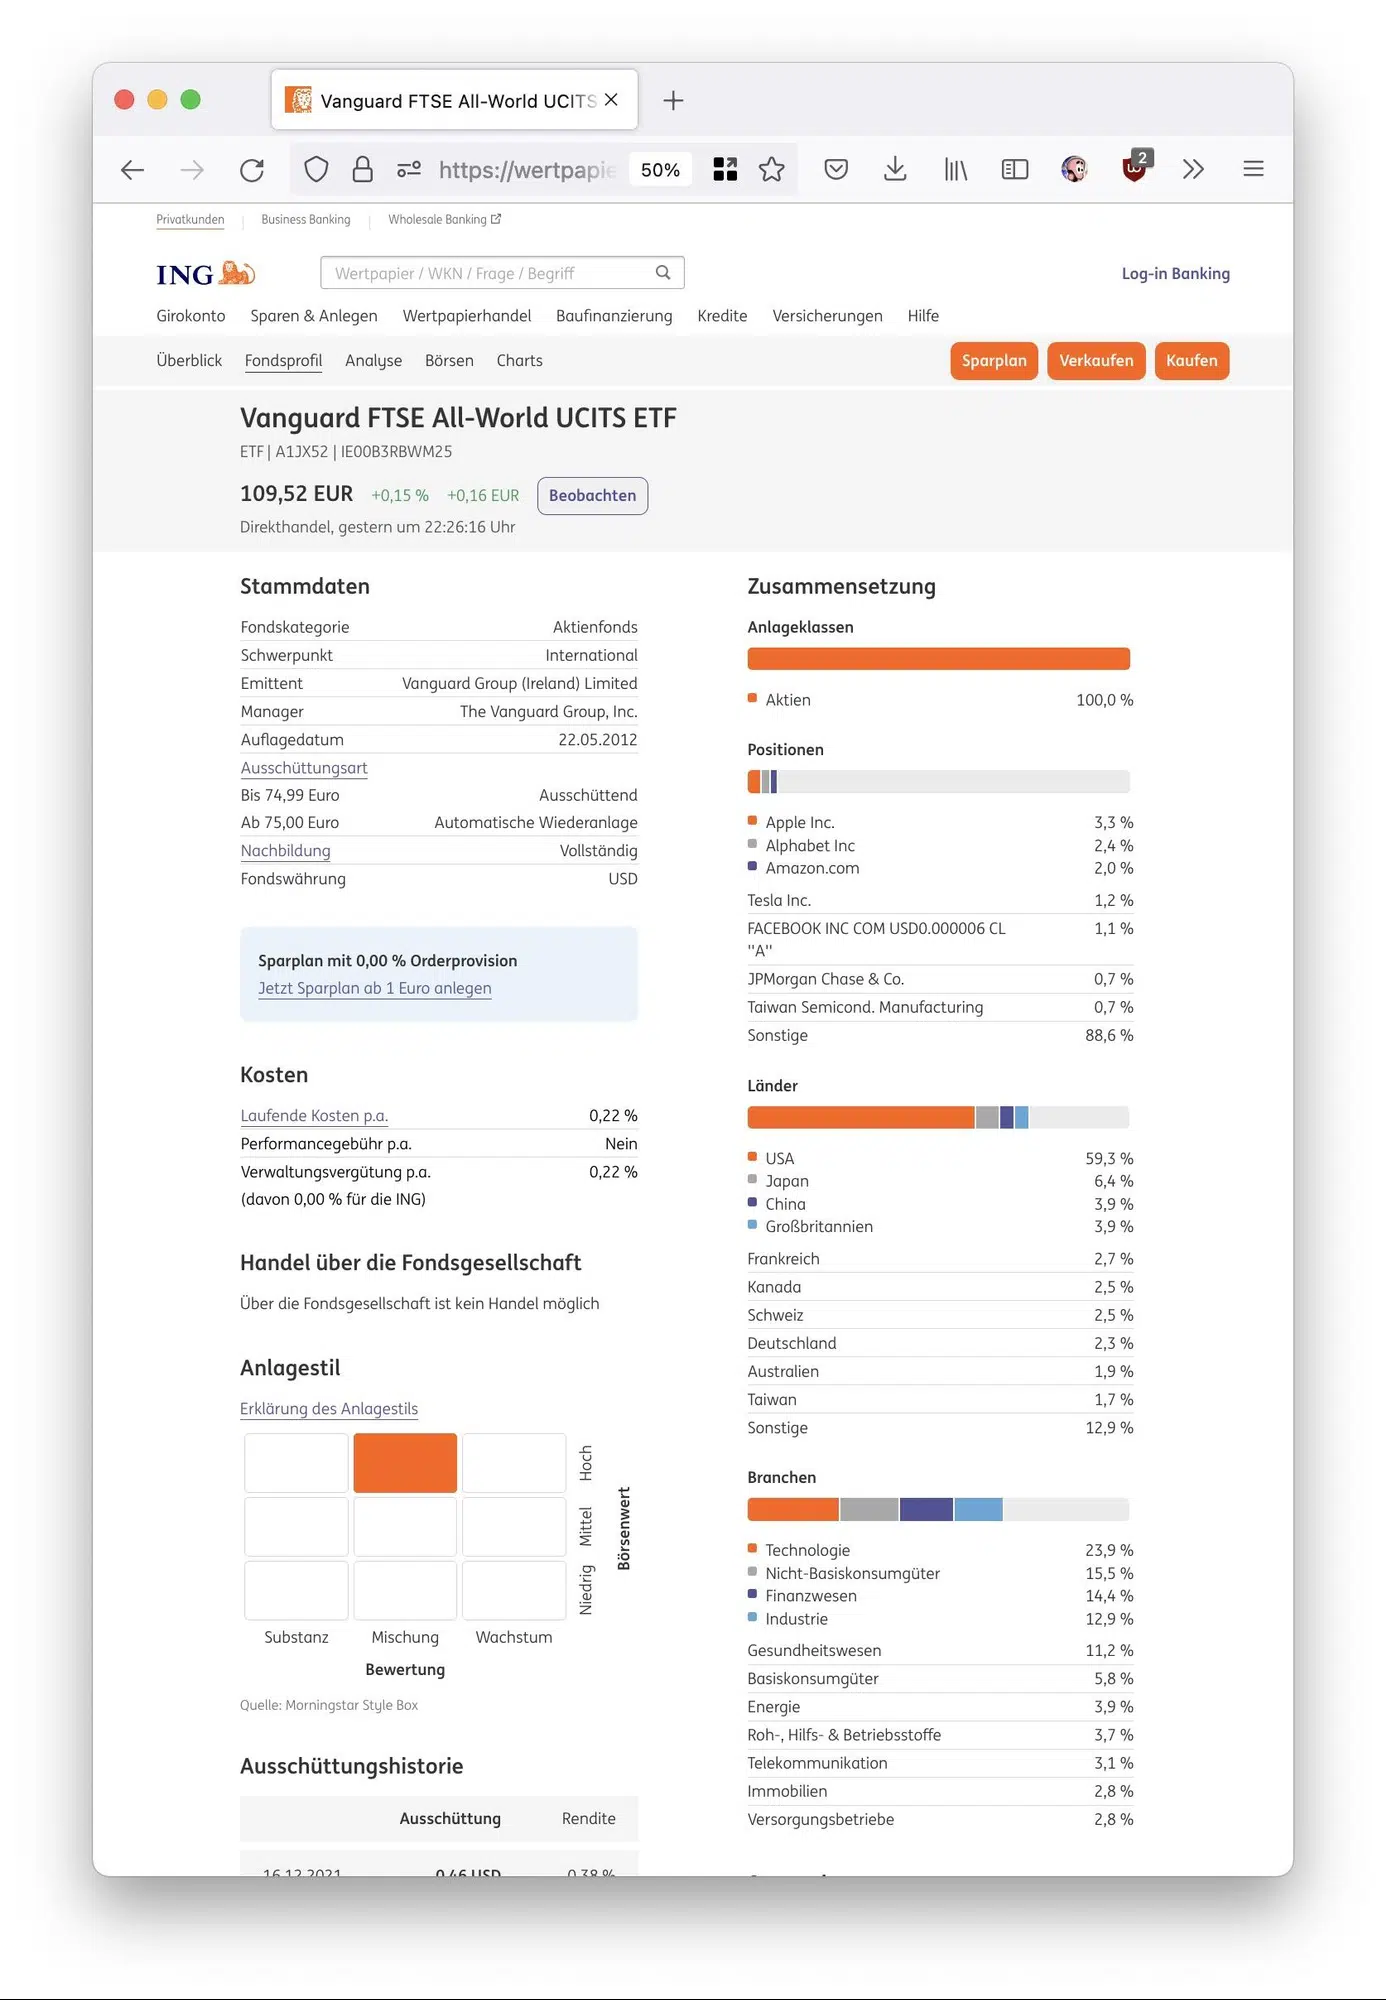 Vanguard FTSE All-World UCITS
https://wertpapie
50%
2
Privatkunden
Business Banking
Wholesale Banking
ING
Wertpapier / WKN / Frage / Begriff
Log-in Banking
Girokonto
Sparen & Anlegen
Wertpapierhandel
Baufinanzierung
Kredite
Versicherungen
Hilfe
Überblick
Fondsprofil
Analyse
Börsen
Charts
Sparplan
Verkaufen
Kaufen
Vanguard FTSE All-World UCITS ETF
ETF | A1JX52 | IE00B3RBWM25
109,52 EUR +0,15 % +0,16 EUR Beobachten
Direkthandel, gestern um 22:26:16 Uhr
Stammdaten
Fondskategorie Aktienfonds
Schwerpunkt International
Emittent Vanguard Group (Ireland) Limited
Manager The Vanguard Group, Inc.
Auflagedatum 22.05.2012
Ausschüttungsart
Bis 74,99 Euro Ausschüttend
Ab 75,00 Euro Automatische Wiederanlage
Nachbildung Vollständig
Fondswährung USD
Sparplan mit 0,00 % Orderprovision
Jetzt Sparplan ab 1 Euro anlegen
Kosten
Laufende Kosten p.a. 0,22 %
Performancegebühr p.a. Nein
Verwaltungsvergütung p.a. 0,22 %
(davon 0,00 % für die ING)
Handel über die Fondsgesellschaft
Über die Fondsgesellschaft ist kein Handel möglich
Anlagestil
Erklärung des Anlagestils
Hoch
Mittel
Niedrig
Börsenwert
Substanz Mischung Wachstum
Bewertung
Quelle: Morningstar Style Box
Ausschüttungshistorie
Ausschüttung Rendite
16.12.2021 0,46 USD 0,38 %
Zusammensetzung
Anlageklassen
Aktien 100,0 %
Positionen
Apple Inc. 3,3 %
Alphabet Inc 2,4 %
Amazon.com 2,0 %
Tesla Inc. 1,2 %
FACEBOOK INC COM USD0.000006 CL 1,1 %
"A"
JPMorgan Chase & Co. 0,7 %
Taiwan Semicond. Manufacturing 0,7 %
Sonstige 88,6 %
Länder
USA 59,3 %
Japan 6,4 %
China 3,9 %
Großbritannien 3,9 %
Frankreich 2,7 %
Kanada 2,5 %
Schweiz 2,5 %
Deutschland 2,3 %
Australien 1,9 %
Taiwan 1,7 %
Sonstige 12,9 %
Branchen
Technologie 23,9 %
Nicht-Basiskonsumgüter 15,5 %
Finanzwesen 14,4 %
Industrie 12,9 %
Gesundheitswesen 11,2 %
Basiskonsumgüter 5,8 %
Energie 3,9 %
Roh-, Hilfs- & Betriebsstoffe 3,7 %
Telekommunikation 3,1 %
Immobilien 2,8 %
Versorgungsbetriebe 2,8 %